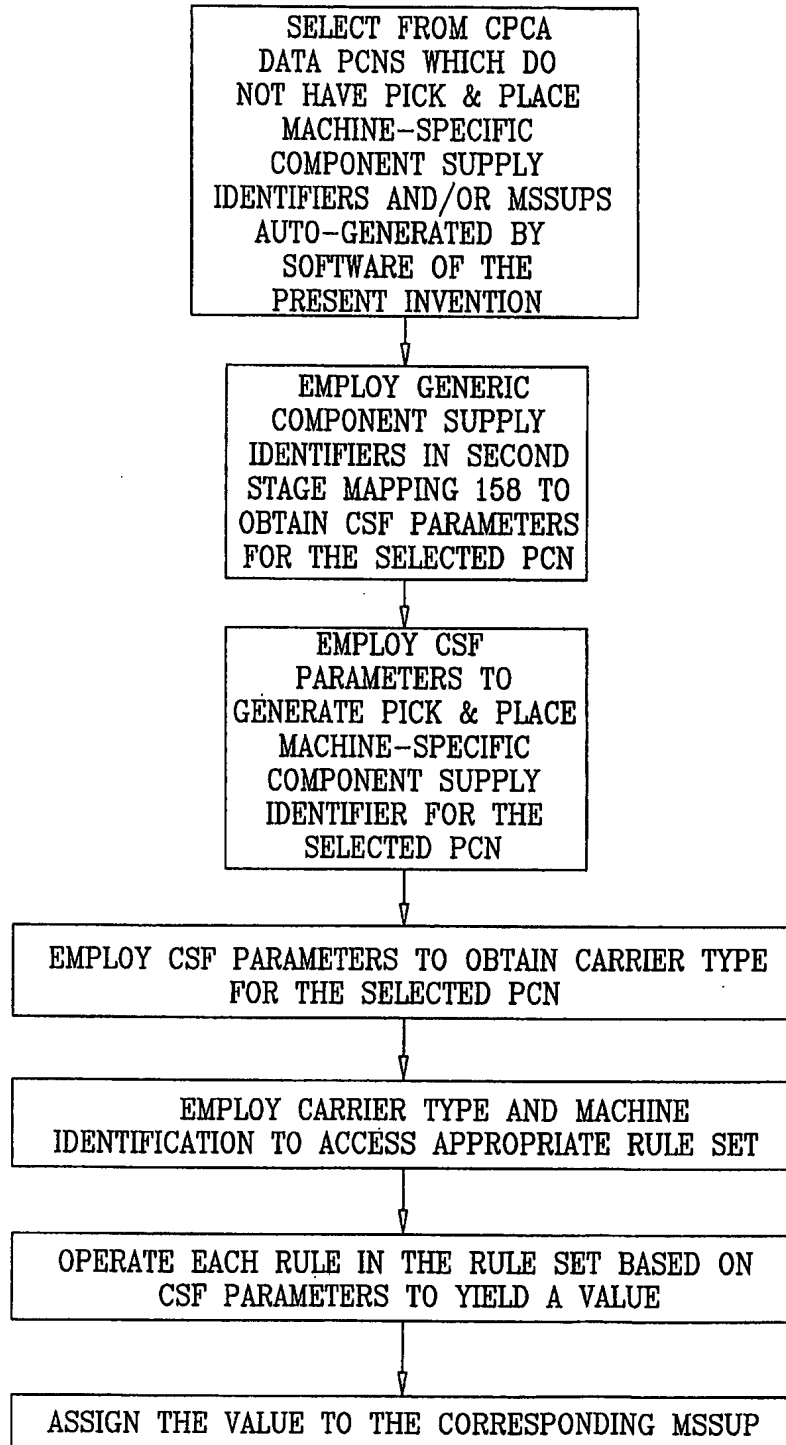 SELECT FROM CPCA
DATA PCNS WHICH DO
NOT HAVE PICK & PLACE
MACHINE-SPECIFIC
COMPONENT SUPPLY
IDENTIFIERS AND/OR MSSUPS
AUTO-GENERATED BY
SOFTWARE OF THE
PRESENT INVENTION
EMPLOY GENERIC
COMPONENT SUPPLY
IDENTIFIERS IN SECOND
STAGE MAPPING 158 TO
OBTAIN CSF PARAMETERS
FOR THE SELECTED PCN
EMPLOY CSF
PARAMETERS TO
GENERATE PICK & PLACE
MACHINE-SPECIFIC
COMPONENT SUPPLY
IDENTIFIER FOR THE
SELECTED PCN
EMPLOY CSF PARAMETERS TO OBTAIN CARRIER TYPE
FOR THE SELECTED PCN
EMPLOY CARRIER TYPE AND MACHINE
IDENTIFICATION TO ACCESS APPROPRIATE RULE SET
OPERATE EACH RULE IN THE RULE SET BASED ON
CSF PARAMETERS TO YIELD A VALUE
ASSIGN THE VALUE TO THE CORRESPONDING MSSUP